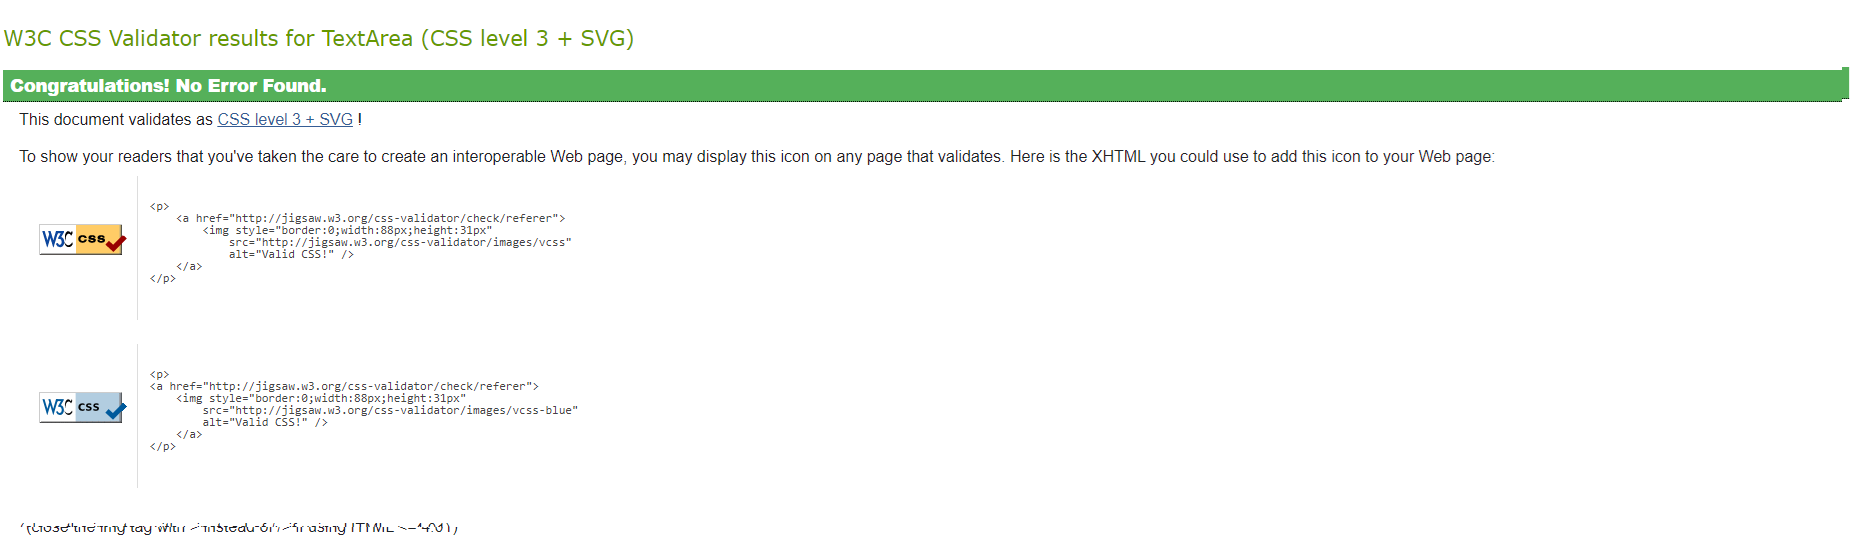 W3C CSS Validator results for TextArea (CSS level 3 + SVG)
Congratulations! No Error Found.
This document validates as CSS level 3 + SVG !
To show your readers that you've taken the care to create an interoperable Web page, you may display this icon on any page that validates. Here is the XHTML you could use to add this icon to your Web page:
W3C css
<p>
<a href="http://jigsaw.w3.org/css-validator/check/referer">
<img style="border:0;width:88px;height:31px"
src="http://jigsaw.w3.org/css-validator/images/vcss"
alt="Valid CSS!" />
</a>
</p>
W3C css
<p>
<a href="http://jigsaw.w3.org/css-validator/check/referer">
<img style="border:0;width:88px;height:31px"
src="http://jigsaw.w3.org/css-validator/images/vcss-blue"
alt="Valid CSS!" />
</a>
</p>